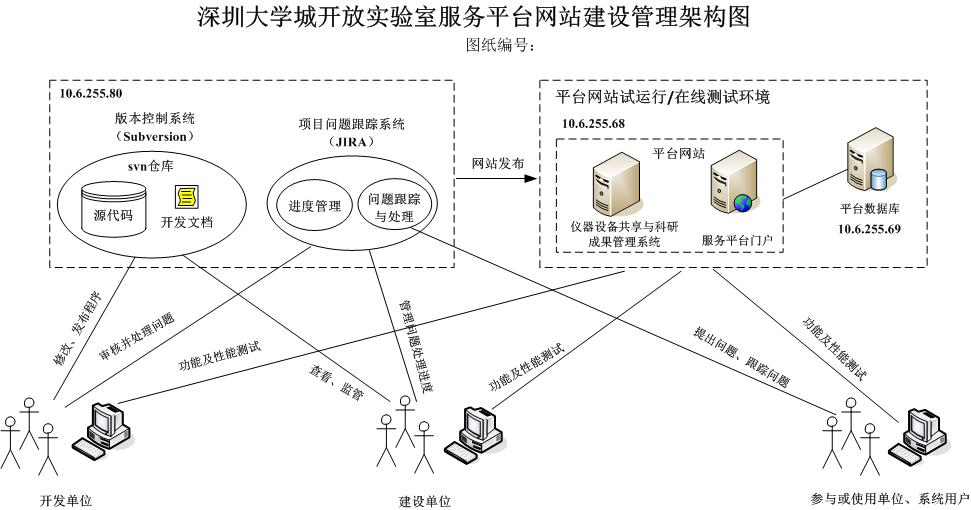 深圳大学城开放实验室服务平台网站建设管理架构图
图纸编号：
10.6.255.80
版本控制系统
（Subversion）
svn仓库
源代码
开发文档
项目问题跟踪系统
（JIRA）
进度管理
问题跟踪
与处理
网站发布
平台网站试运行/在线测试环境
10.6.255.68
平台网站
仪器设备共享与科研
成果管理系统
服务平台门户
平台数据库
10.6.255.69
修改、发布程序
审核并处理问题
功能及性能测试
查看、监管
管理问题处理进度
功能及性能测试
提出问题、跟踪问题
功能及性能测试
开发单位
建设单位
参与或使用单位、系统用户